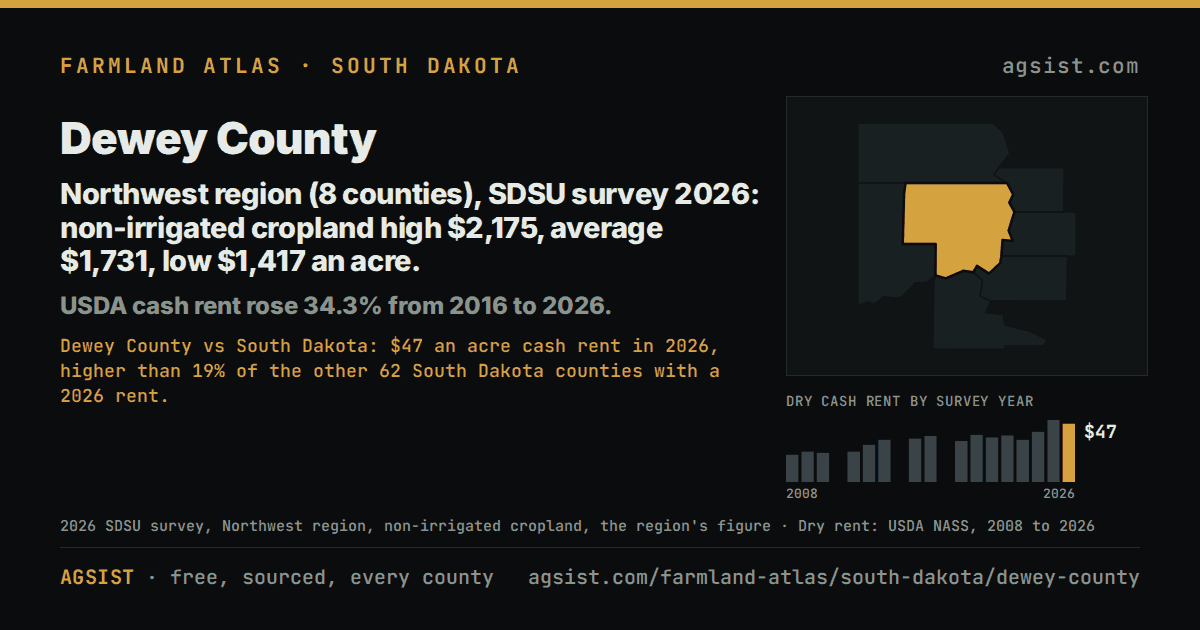 FARMLAND ATLAS · SOUTH DAKOTA
agsist.com
Dewey County
Northwest region (8 counties), SDSU survey 2026:
non-irrigated cropland high $2,175, average
$1,731, low $1,417 an acre.
USDA cash rent rose 34.3% from 2016 to 2026.
Dewey County vs South Dakota: $47 an acre cash rent in 2026,
higher than 19% of the other 62 South Dakota counties with a
2026 rent.
DRY CASH RENT BY SURVEY YEAR
$47
2008
2026
2026 SDSU survey, Northwest region, non-irrigated cropland, the region's figure · Dry rent: USDA NASS, 2008 to 2026
AGSIST · free, sourced, every county
agsist.com/farmland-atlas/south-dakota/dewey-county